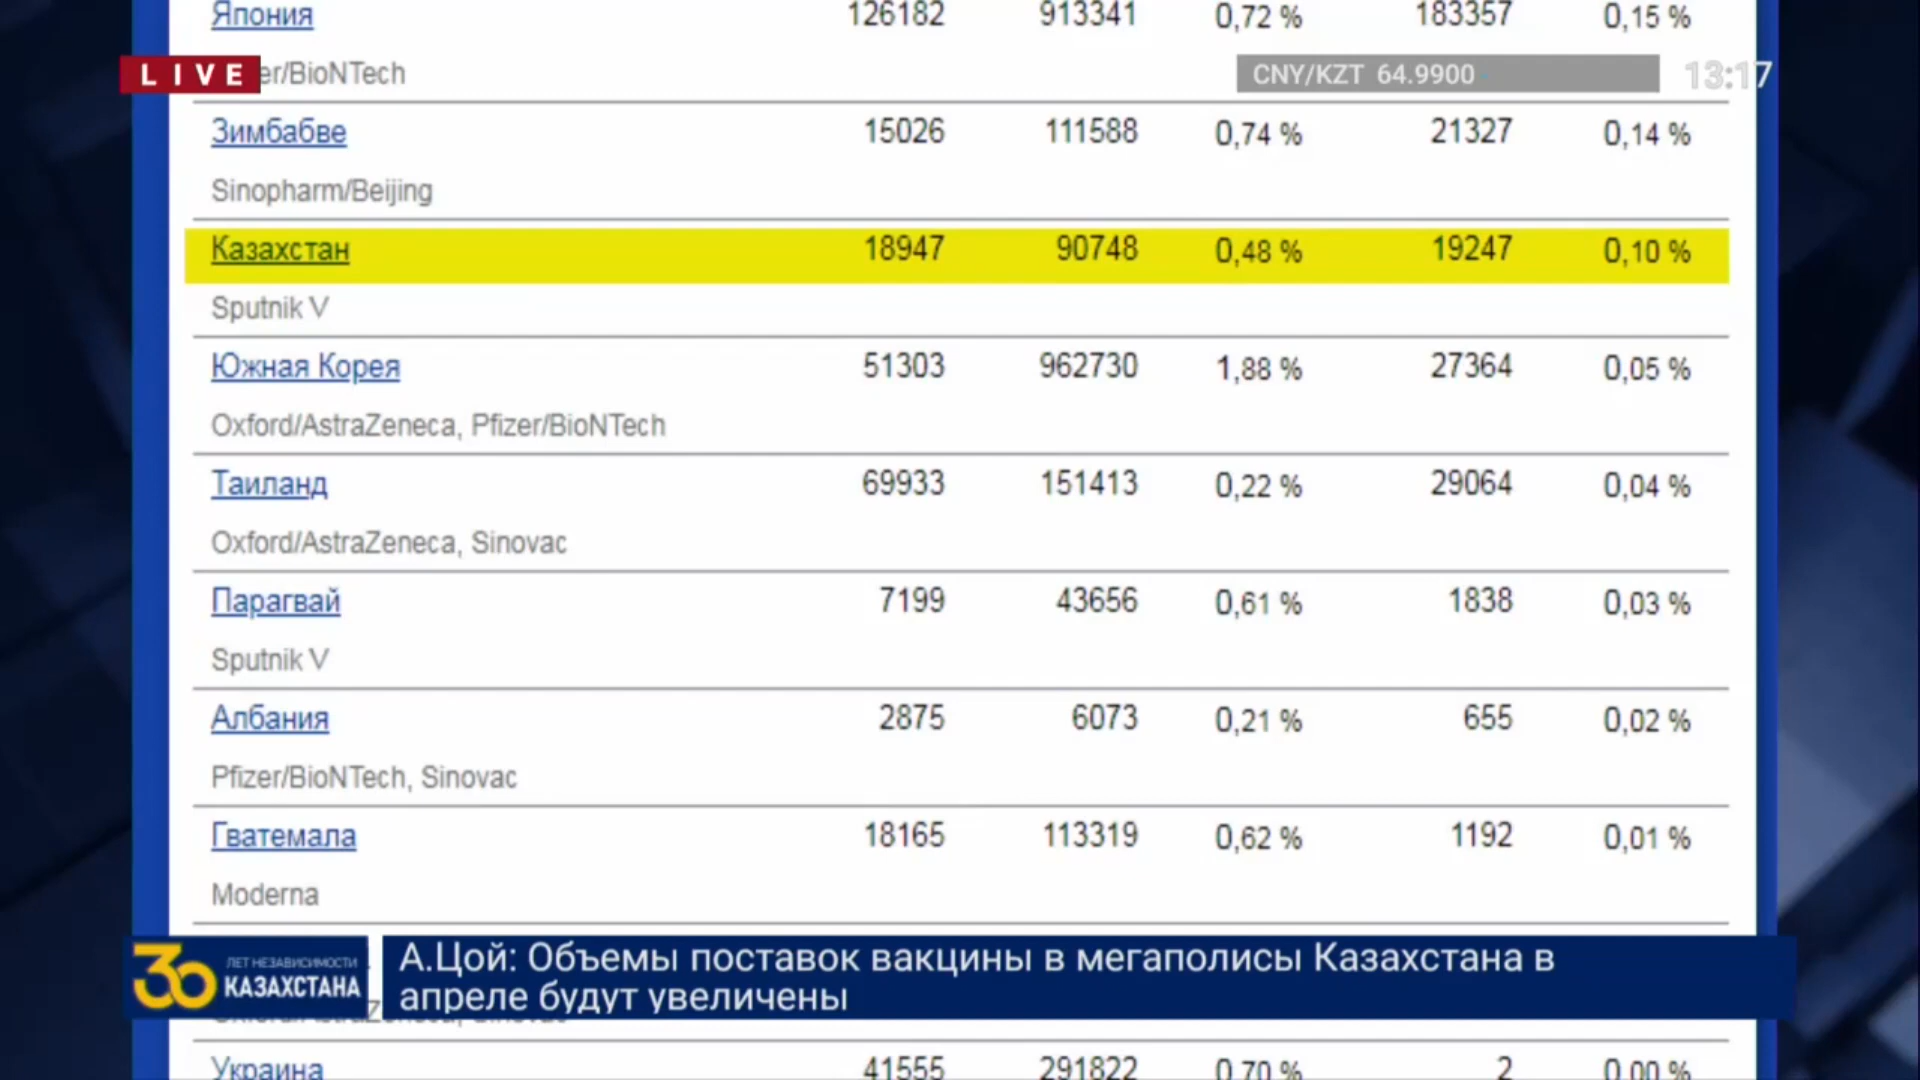 Япония 126182 913341 0,72 % 183357 0,15 %
LIVE er/BioNTech CNY/KZT 64.9900 13:17
Зимбабве 15026 111588 0,74 % 21327 0,14 %
Sinopharm/Beijing
Казахстан 18947 90748 0,48 % 19247 0,10 %
Sputnik V
Южная Корея 51303 962730 1,88 % 27364 0,05 %
Oxford/AstraZeneca, Pfizer/BioNTech
Таиланд 69933 151413 0,22 % 29064 0,04 %
Oxford/AstraZeneca, Sinovac
Парагвай 7199 43656 0,61 % 1838 0,03 %
Sputnik V
Албания 2875 6073 0,21 % 655 0,02 %
Pfizer/BioNTech, Sinovac
Гватемала 18165 113319 0,62 % 1192 0,01 %
Moderna
30 ЛЕТ НЕЗАВИСИМОСТИ
КАЗАХСТАНА
А.Цой: Объемы поставок вакцины в мегаполисы Казахстана в
апреле будут увеличены
Украина 41555 291822 0,70 % 2 0,00 %